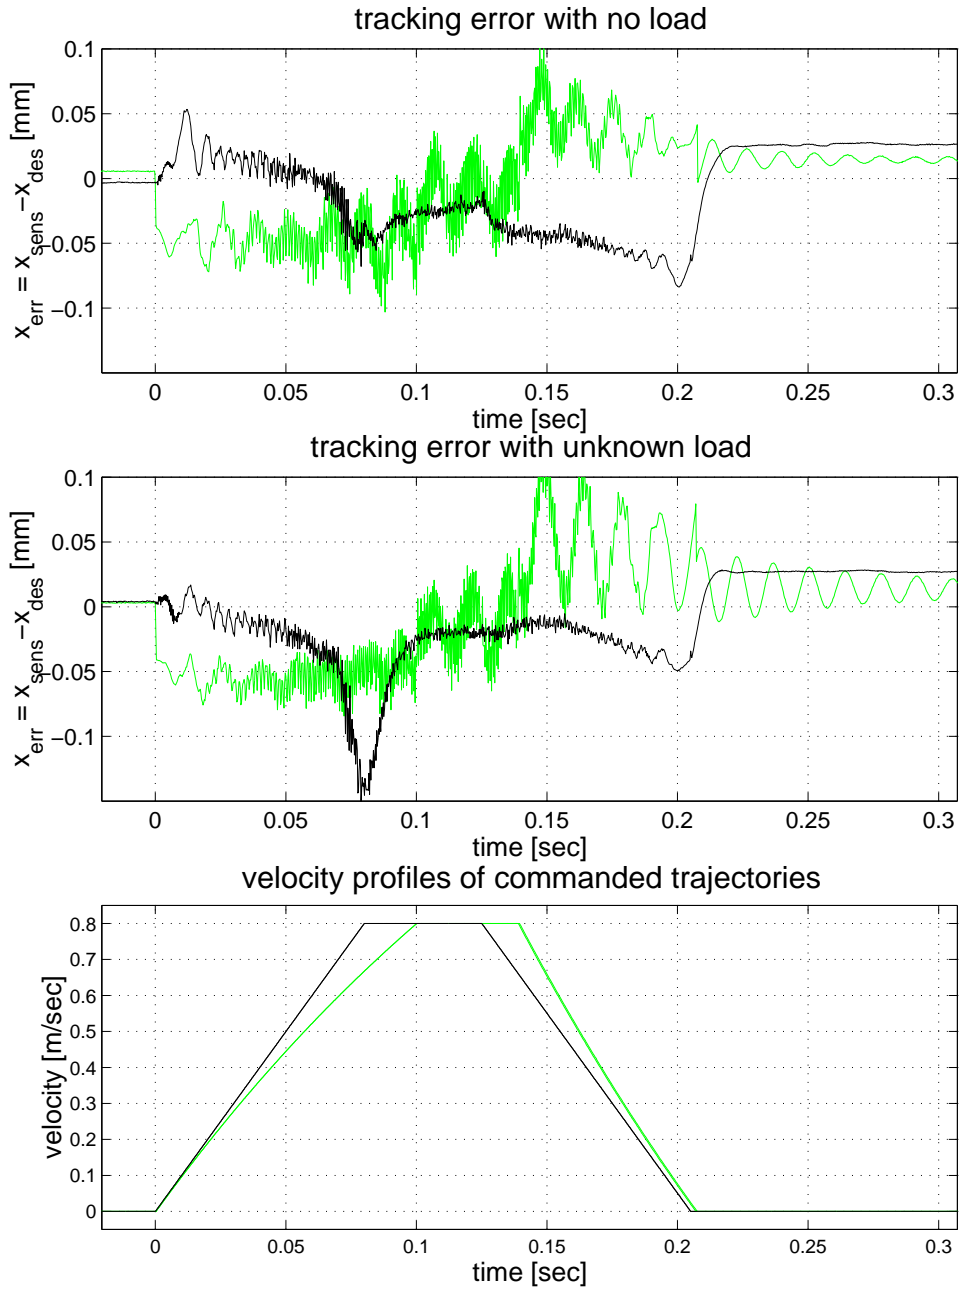 tracking error with no load
0.1
0.05
0
−0.05
−0.1
x_err = x_sens − x_des [mm]
0 0.05 0.1 0.15 0.2 0.25 0.3
time [sec]
tracking error with unknown load
0.1
0.05
0
−0.05
−0.1
x_err = x_sens − x_des [mm]
0 0.05 0.1 0.15 0.2 0.25 0.3
time [sec]
velocity profiles of commanded trajectories
0.8
0.7
0.6
0.5
0.4
0.3
0.2
0.1
0
velocity [m/sec]
0 0.05 0.1 0.15 0.2 0.25 0.3
time [sec]